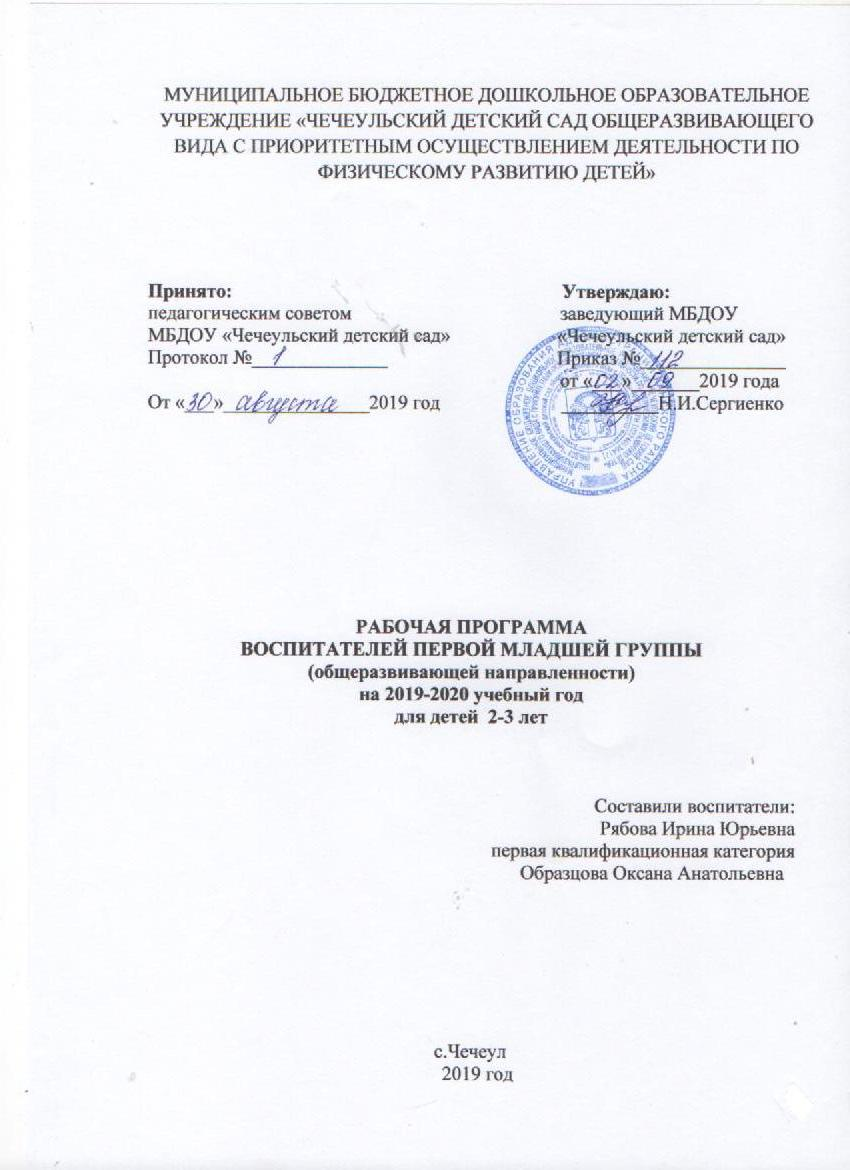 МУНИЦИПАЛЬНОЕ БЮДЖЕТНОЕ ДОШКОЛЬНОЕ ОБРАЗОВАТЕЛЬНОЕ
УЧРЕЖДЕНИЕ «ЧЕЧЕУЛЬСКИЙ ДЕТСКИЙ САД ОБЩЕРАЗВИВАЮЩЕГО
ВИДА С ПРИОРИТЕТНЫМ ОСУЩЕСТВЛЕНИЕМ ДЕЯТЕЛЬНОСТИ ПО
ФИЗИЧЕСКОМУ РАЗВИТИЮ ДЕТЕЙ»
Принято:
педагогическим советом
МБДОУ «Чечеульский детский сад»
Протокол № 1
От «30» августа 2019 год
Утверждаю:
заведующий МБДОУ
«Чечеульский детский сад»
Приказ № 112
от «02» 09 2019 года
Н.И.Сергиенко
РАБОЧАЯ ПРОГРАММА
ВОСПИТАТЕЛЕЙ ПЕРВОЙ МЛАДШЕЙ ГРУППЫ
(общеразвивающей направленности)
на 2019-2020 учебный год
для детей 2-3 лет
Составили воспитатели:
Рябова Ирина Юрьевна
первая квалификационная категория
Образцова Оксана Анатольевна
с.Чечеул
2019 год